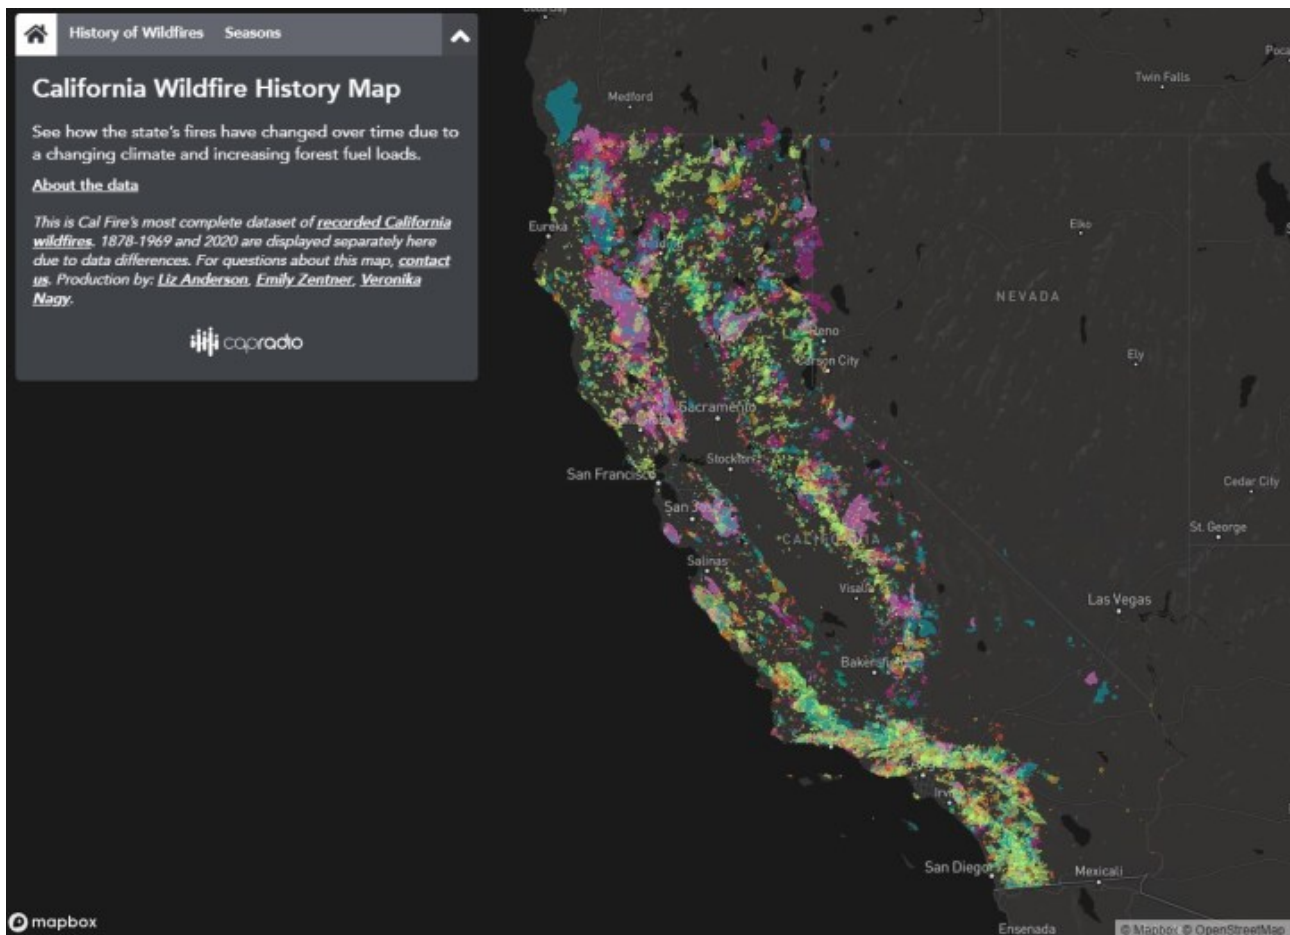 History of Wildfires Seasons
California Wildfire History Map
See how the state's fires have changed over time due to
a changing climate and increasing forest fuel loads.
About the data
This is Cal Fire's most complete dataset of recorded California
wildfires. 1878-1969 and 2020 are displayed separately here
due to data differences. For questions about this map, contact
us. Production by: Liz Anderson, Emily Zentner, Veronika
Nagy.
capradio
Medford
Twin Falls
Eureka
Elko
NEVADA
Reno
Carson City
Ely
Sacramento
Stockton
San Francisco
Cedar City
St. George
CALIFORNIA
Salinas
Visalia
Las Vegas
San Diego
Mexicali
Ensenada
mapbox
© Mapbox © OpenStreetMap